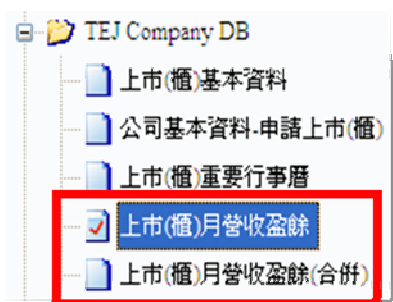 TEJ Company DB
上市(櫃)基本資料
公司基本資料-申請上市(櫃)
上市(櫃)重要行事曆
上市(櫃)月營收盈餘
上市(櫃)月營收盈餘(合併)